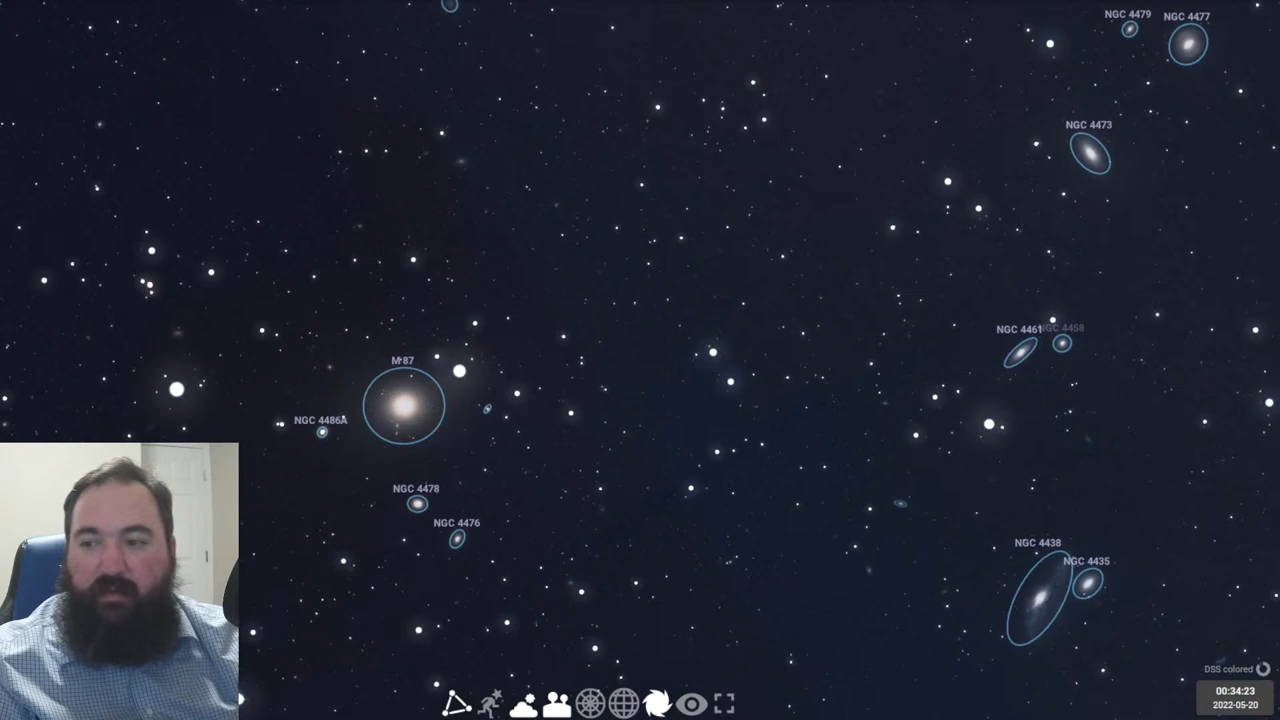 NGC 4479
NGC 4477
NGC 4473
NGC 4461
NGC 4458
M 87
NGC 4486A
NGC 4478
NGC 4476
NGC 4438
NGC 4435
DSS colored
00:34:23
2022-05-20